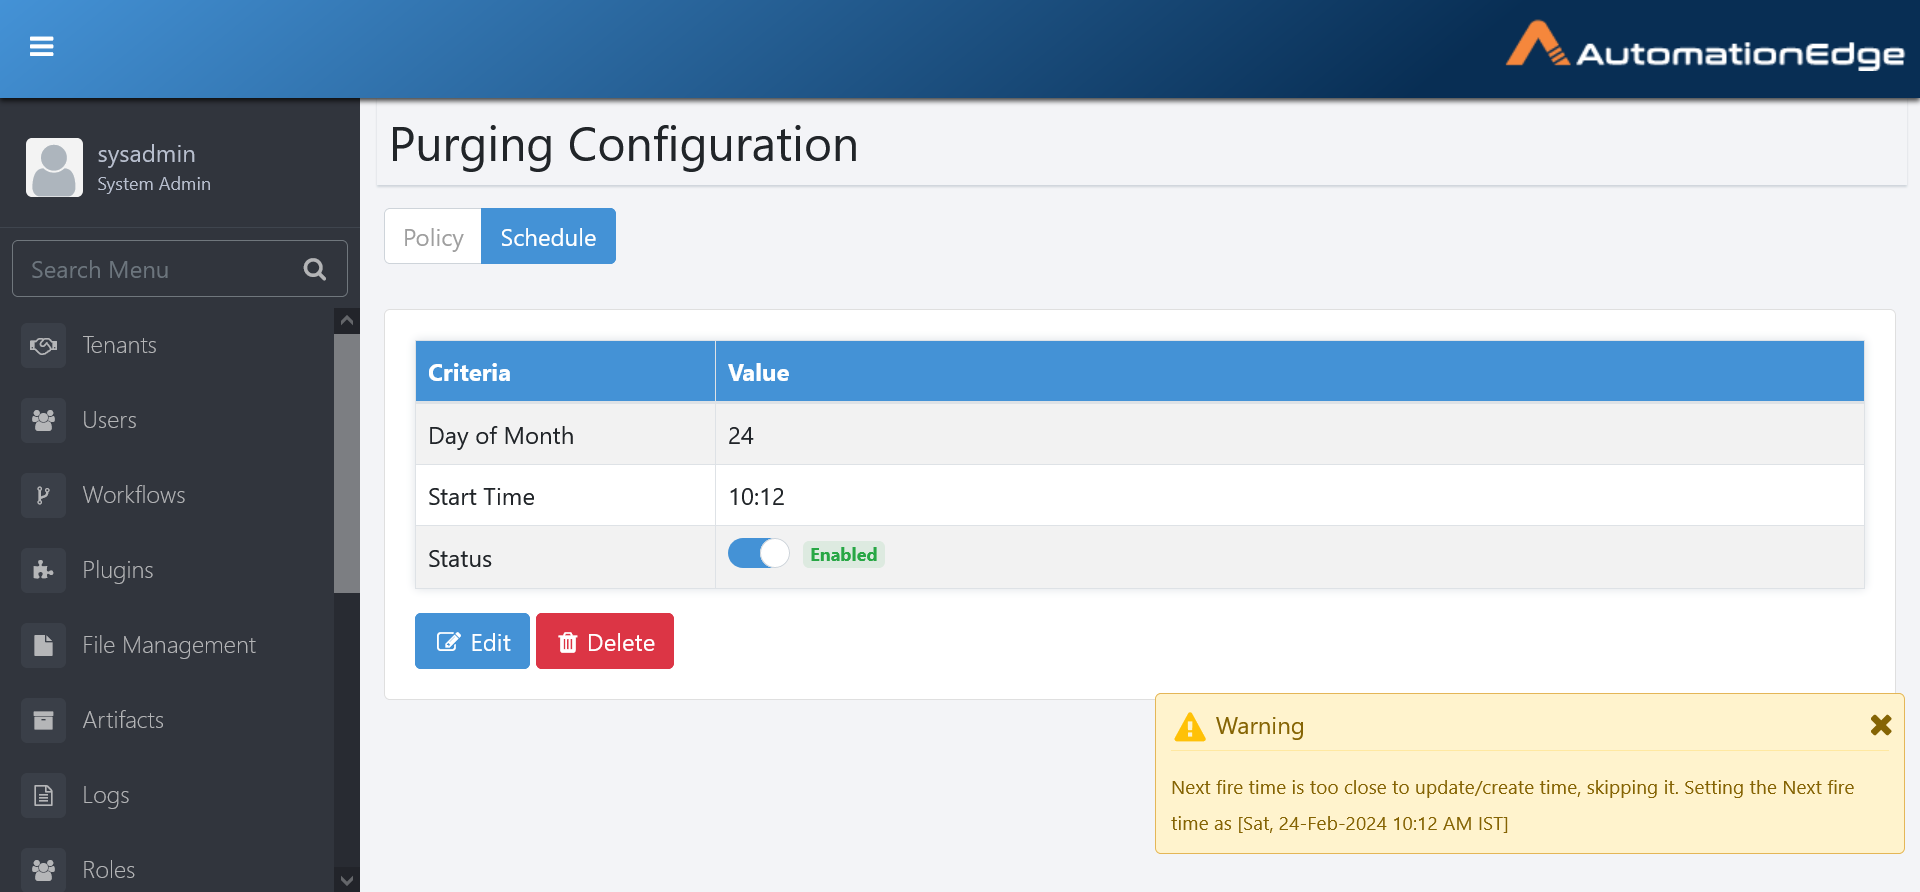 AutomationEdge
sysadmin
System Admin
Search Menu
Tenants
Users
Workflows
Plugins
File Management
Artifacts
Logs
Roles
Purging Configuration
Policy Schedule
Criteria Value
Day of Month 24
Start Time 10:12
Status Enabled
Edit Delete
Warning
Next fire time is too close to update/create time, skipping it. Setting the Next fire
time as [Sat, 24-Feb-2024 10:12 AM IST]